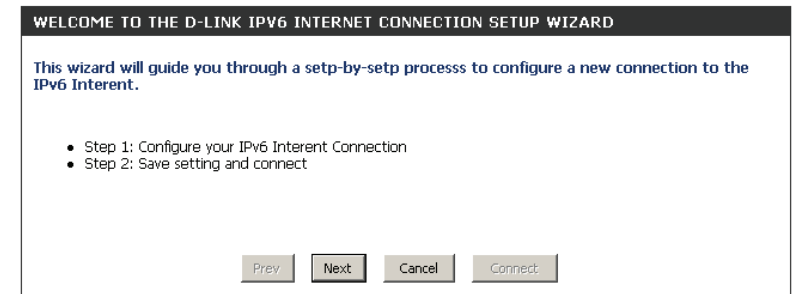 WELCOME TO THE D-LINK IPV6 INTERNET CONNECTION SETUP WIZARD
This wizard will guide you through a setp-by-setp processs to configure a new connection to the
IPv6 Interent.
• Step 1: Configure your IPv6 Interent Connection
• Step 2: Save setting and connect
Prev Next Cancel Connect